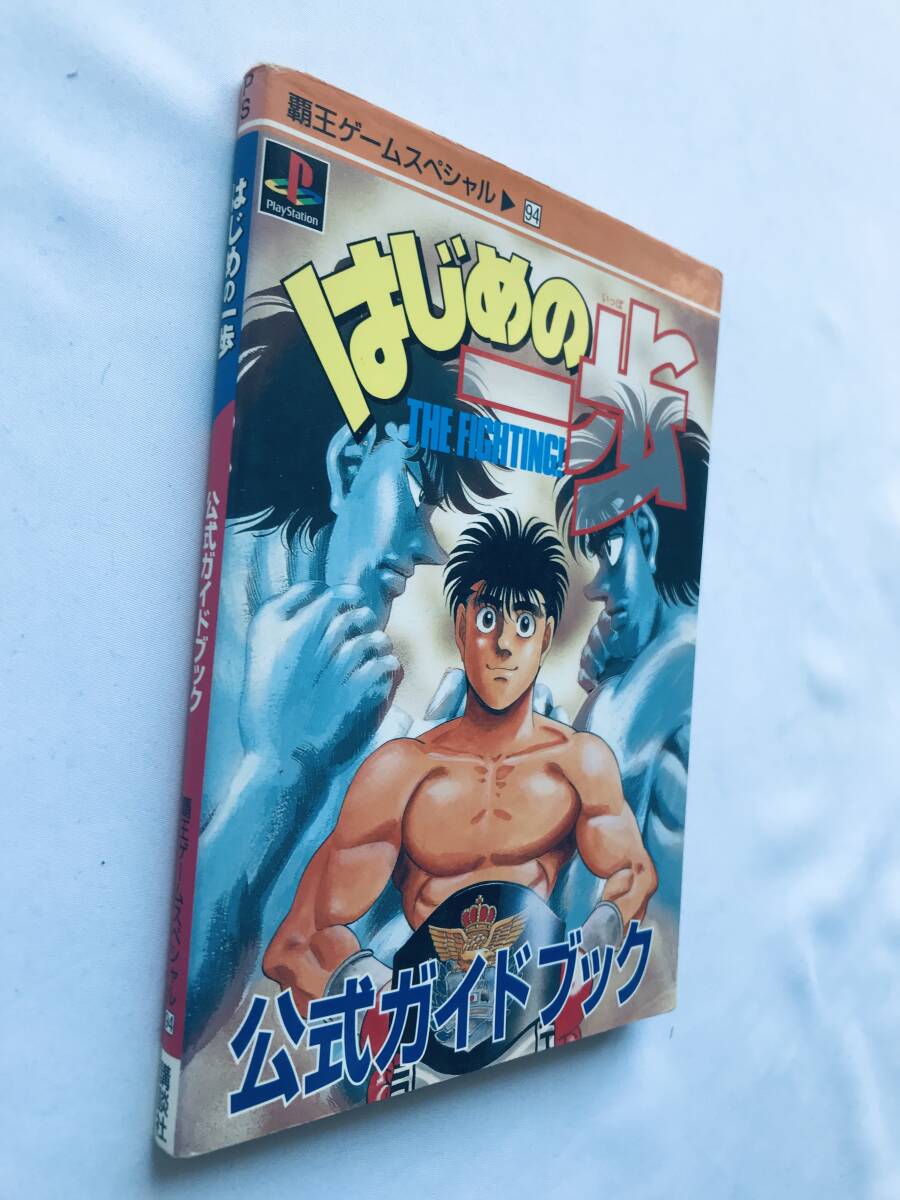 覇王ゲームスペシャル▶94
PlayStation
はじめの
いっぽ
一歩
THE FIGHTING!
公式ガイドブック
PS
はじめの一歩
公式ガイドブック
覇王ゲームスペシャル94
講談社